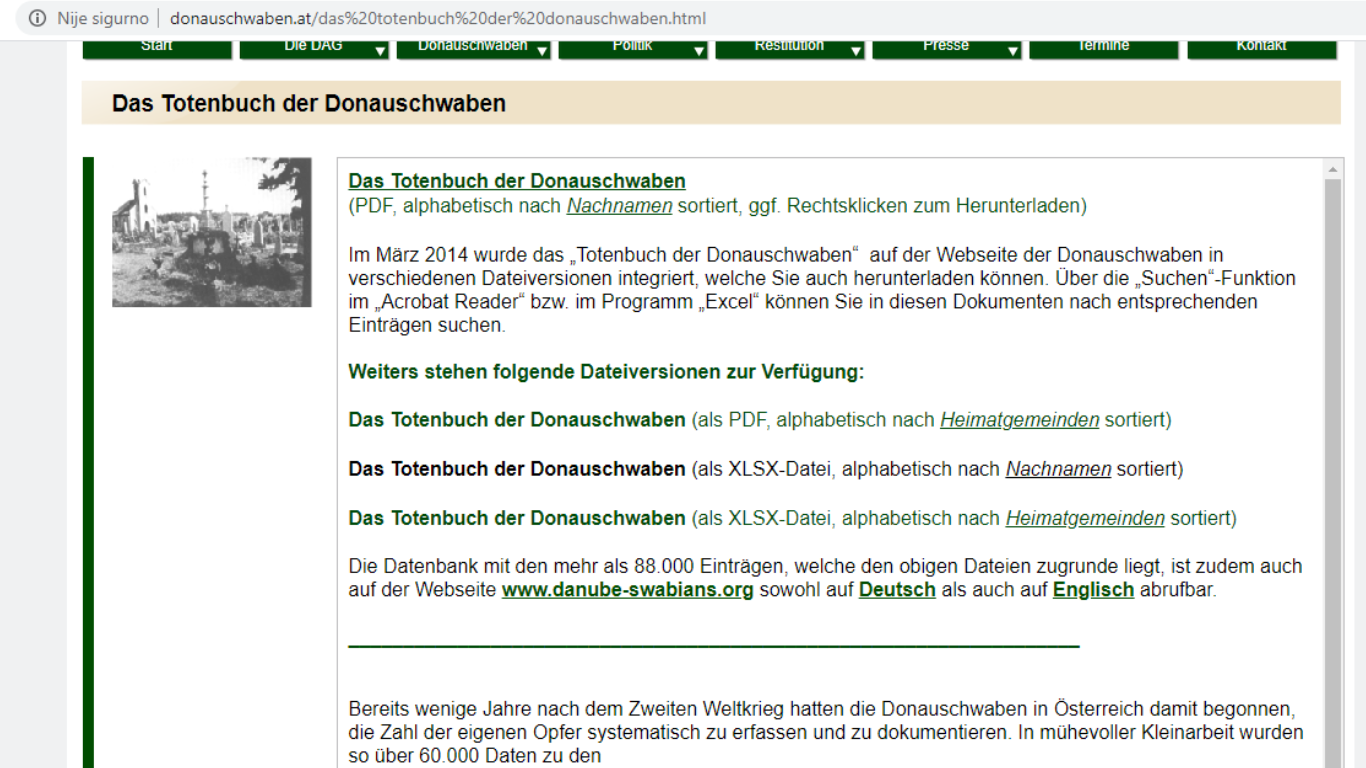 Nije sigurno | donauschwaben.at/das%20totenbuch%20der%20donauschwaben.html
Start Die DAG Donauschwaben Politik Restitution Presse Termine Kontakt
Das Totenbuch der Donauschwaben
Das Totenbuch der Donauschwaben
(PDF, alphabetisch nach Nachnamen sortiert, ggf. Rechtsklicken zum Herunterladen)
Im März 2014 wurde das „Totenbuch der Donauschwaben“ auf der Webseite der Donauschwaben in
verschiedenen Dateiversionen integriert, welche Sie auch herunterladen können. Über die „Suchen“-Funktion
im „Acrobat Reader“ bzw. im Programm „Excel“ können Sie in diesen Dokumenten nach entsprechenden
Einträgen suchen.
Weiters stehen folgende Dateiversionen zur Verfügung:
Das Totenbuch der Donauschwaben (als PDF, alphabetisch nach Heimatgemeinden sortiert)
Das Totenbuch der Donauschwaben (als XLSX-Datei, alphabetisch nach Nachnamen sortiert)
Das Totenbuch der Donauschwaben (als XLSX-Datei, alphabetisch nach Heimatgemeinden sortiert)
Die Datenbank mit den mehr als 88.000 Einträgen, welche den obigen Dateien zugrunde liegt, ist zudem auch
auf der Webseite www.danube-swabians.org sowohl auf Deutsch als auch auf Englisch abrufbar.
Bereits wenige Jahre nach dem Zweiten Weltkrieg hatten die Donauschwaben in Österreich damit begonnen,
die Zahl der eigenen Opfer systematisch zu erfassen und zu dokumentieren. In mühevoller Kleinarbeit wurden
so über 60.000 Daten zu den